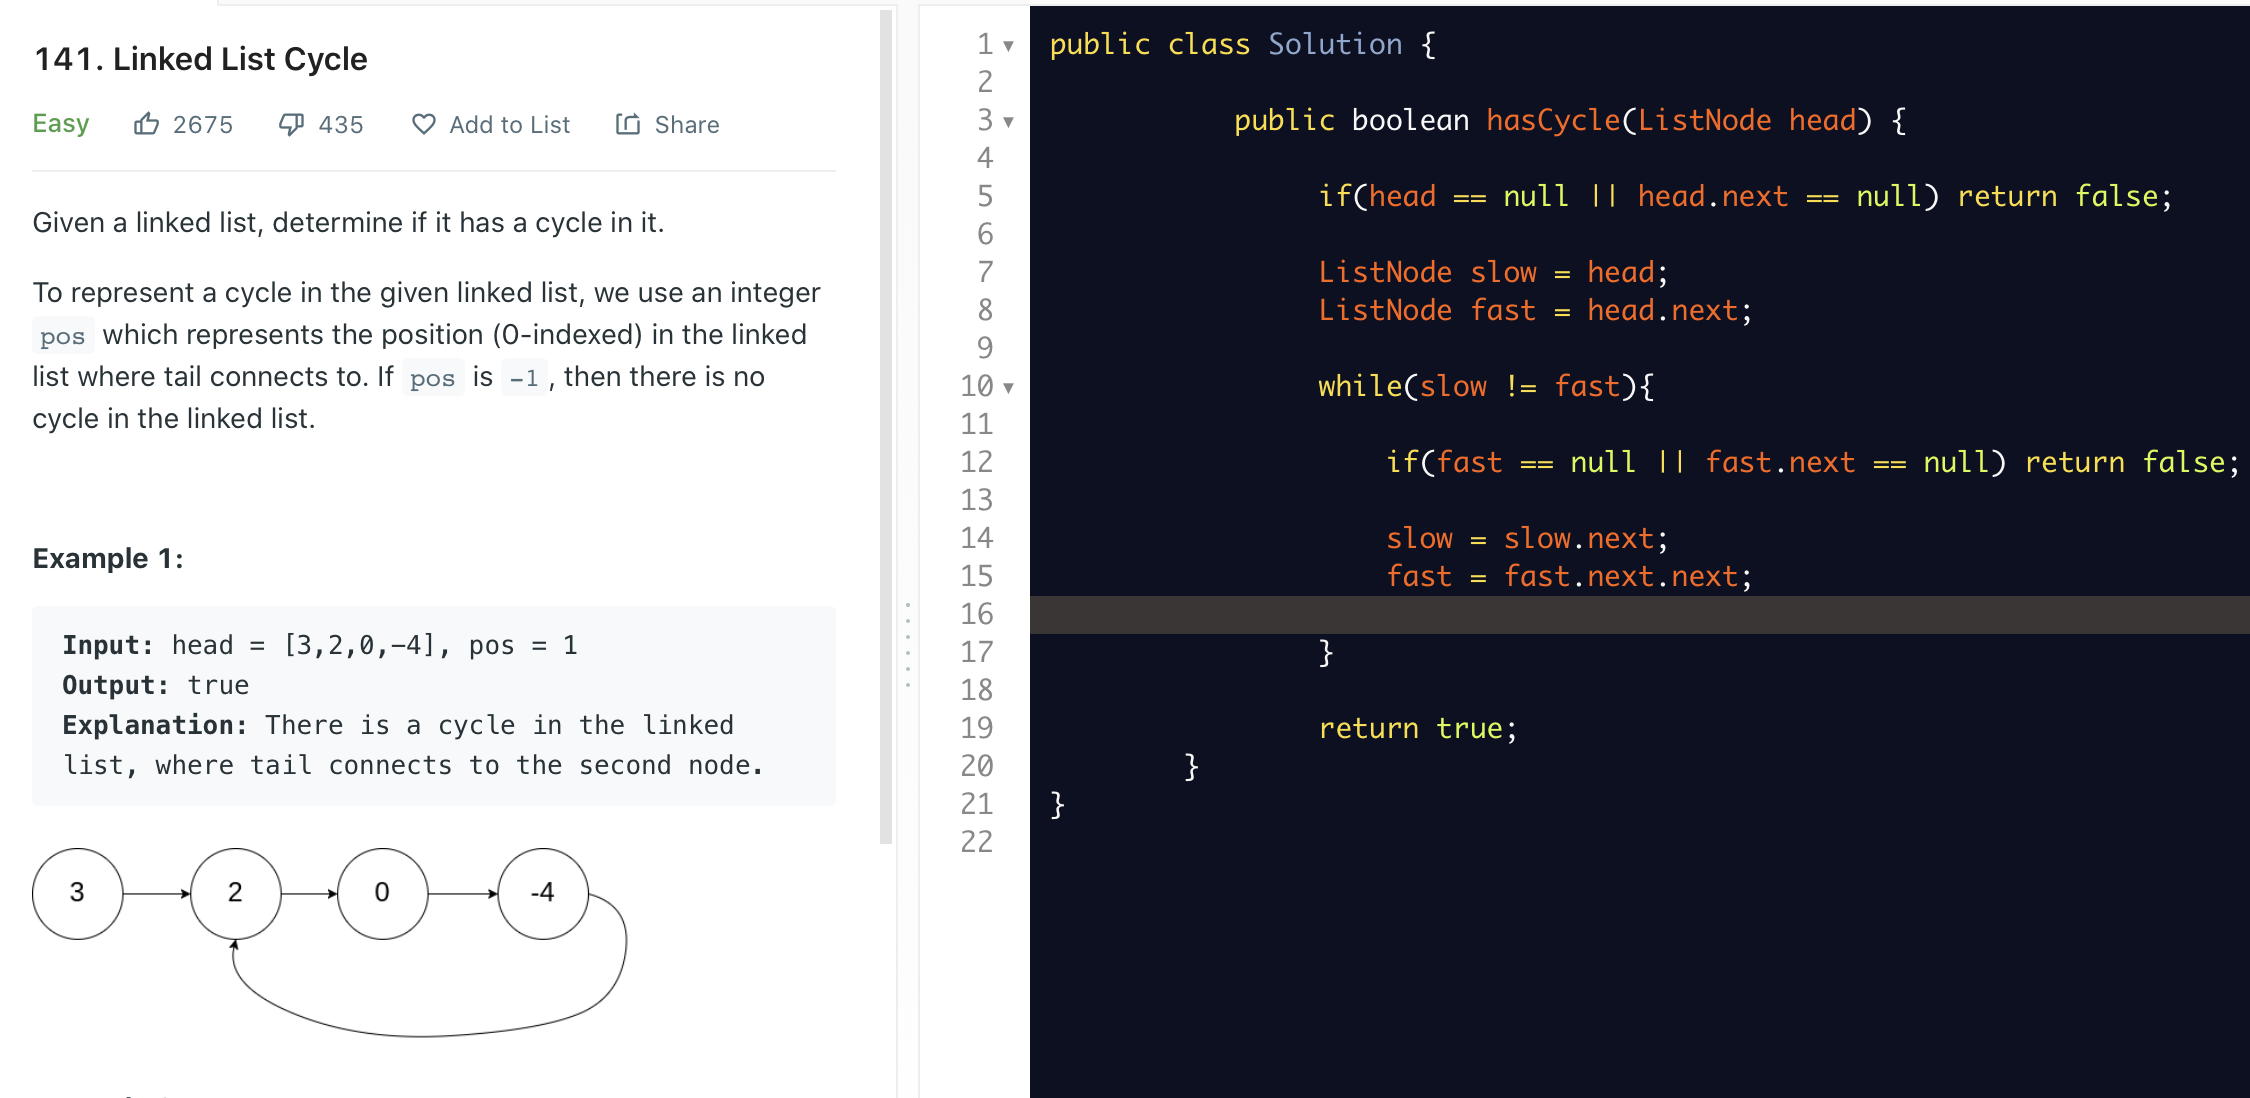 141. Linked List Cycle
Easy 2675 435 Add to List Share
Given a linked list, determine if it has a cycle in it.
To represent a cycle in the given linked list, we use an integer
pos which represents the position (0-indexed) in the linked
list where tail connects to. If pos is -1 , then there is no
cycle in the linked list.
Example 1:
Input: head = [3,2,0,-4], pos = 1
Output: true
Explanation: There is a cycle in the linked
list, where tail connects to the second node.
3 2 0 -4
1 public class Solution {
2
3 public boolean hasCycle(ListNode head) {
4
5 if(head == null || head.next == null) return false;
6
7 ListNode slow = head;
8 ListNode fast = head.next;
9
10 while(slow != fast){
11
12 if(fast == null || fast.next == null) return false;
13
14 slow = slow.next;
15 fast = fast.next.next;
16
17 }
18
19 return true;
20 }
21 }
22